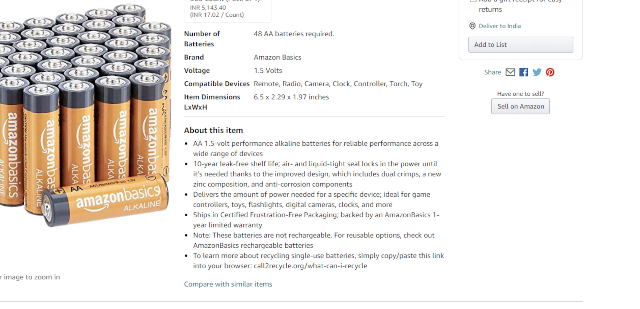 INR 5,143.40
(INR 17.02 / Count)
Number of
Batteries
48 AA batteries required.
Brand
Amazon Basics
Voltage
1.5 Volts
Compatible Devices
Remote, Radio, Camera, Clock, Controller, Torch, Toy
Item Dimensions
LxWxH
6.5 x 2.29 x 1.97 inches
About this item
AA 1.5-volt performance alkaline batteries for reliable performance across a
wide range of devices
10-year leak-free shelf life; air- and liquid-tight seal locks in the power until
it's needed thanks to the improved design, which includes dual crimps, a new
zinc composition, and anti-corrosion components
Delivers the amount of power needed for a specific device; ideal for game
controllers, toys, flashlights, digital cameras, clocks, and more
Ships in Certified Frustration-Free Packaging; backed by an AmazonBasics 1-
year limited warranty
Note: These batteries are not rechargeable. For reusable options, check out
AmazonBasics rechargeable batteries
To learn more about recycling single-use batteries, simply copy/paste this link
into your browser: call2recycle.org/what-can-i-recycle
Compare with similar items
returns
Deliver to India
Add to List
Share
Have one to sell?
Sell on Amazon
amazonbasics
ALKALINE
amazonbasics
ALKALINE
amazonbasics
ALKALINE
AA
amazonbasics
ALKALINE
image to zoom in